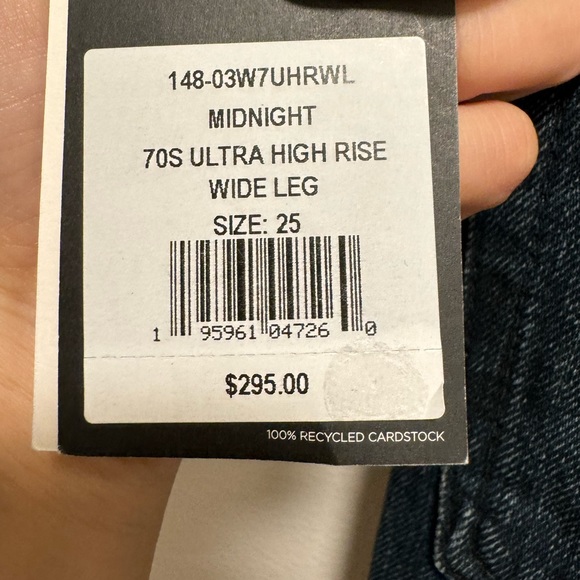 148-03W7UHRWL
MIDNIGHT
70S ULTRA HIGH RISE
WIDE LEG
SIZE: 25
1 95961 04726 0
$295.00
100% RECYCLED CARDSTOCK